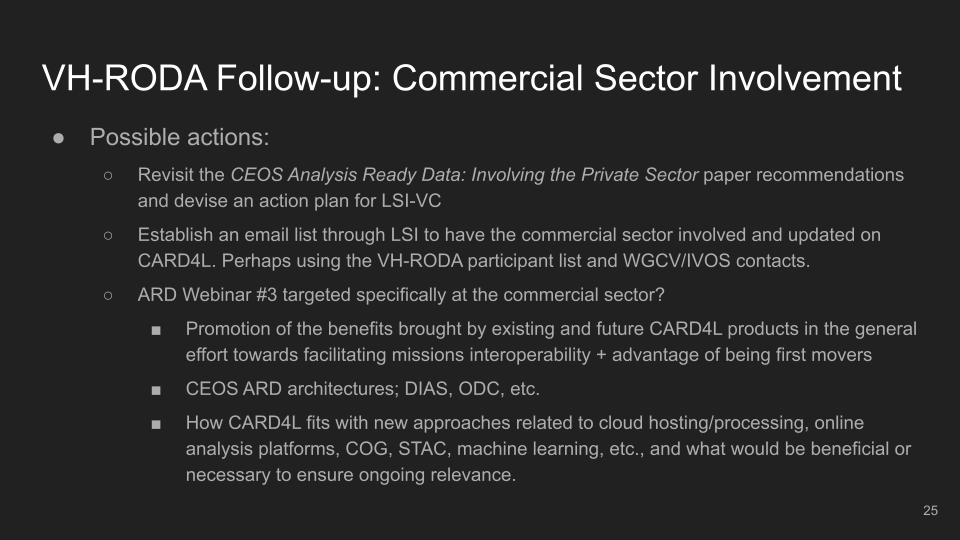 VH-RODA Follow-up: Commercial Sector Involvement
● Possible actions:
○ Revisit the CEOS Analysis Ready Data: Involving the Private Sector paper recommendations
and devise an action plan for LSI-VC
○ Establish an email list through LSI to have the commercial sector involved and updated on
CARD4L. Perhaps using the VH-RODA participant list and WGCV/IVOS contacts.
○ ARD Webinar #3 targeted specifically at the commercial sector?
■ Promotion of the benefits brought by existing and future CARD4L products in the general
effort towards facilitating missions interoperability + advantage of being first movers
■ CEOS ARD architectures; DIAS, ODC, etc.
■ How CARD4L fits with new approaches related to cloud hosting/processing, online
analysis platforms, COG, STAC, machine learning, etc., and what would be beneficial or
necessary to ensure ongoing relevance.
25